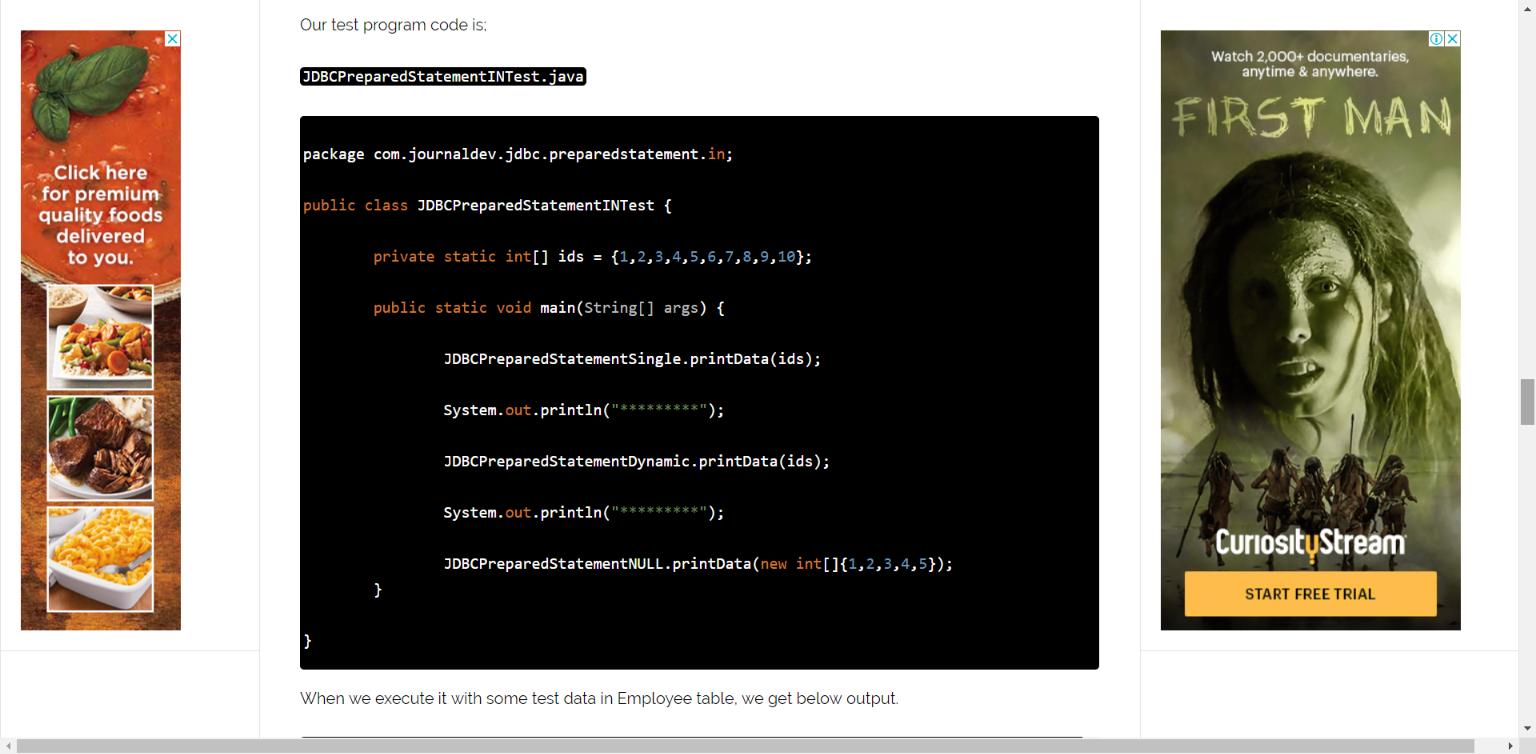 Our test program code is;
JDBCPreparedStatementINTest.java
package com.journaldev.jdbc.preparedstatement.in;
public class JDBCPreparedStatementINTest {
private static int[] ids = {1,2,3,4,5,6,7,8,9,10};
public static void main(String[] args) {
JDBCPreparedStatementSingle.printData(ids);
System.out.println("*********");
JDBCPreparedStatementDynamic.printData(ids);
System.out.println("*********");
JDBCPreparedStatementNULL.printData(new int[]{1,2,3,4,5});
}
}
When we execute it with some test data in Employee table, we get below output.
Click here
for premium
quality foods
delivered
to you.
Watch 2,000+ documentaries,
anytime & anywhere.
FIRST MAN
CuriosityStream
START FREE TRIAL